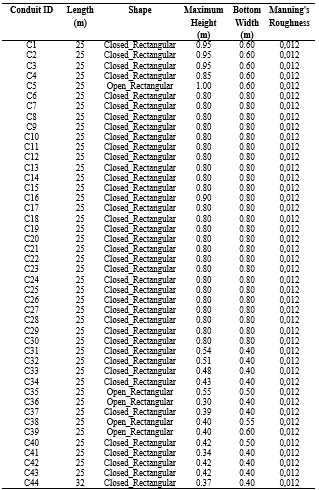 Conduit ID Length (m) Shape Maximum Height (m) Bottom Width (m) Manning's Roughness
C1 25 Closed_Rectangular 0.95 0.60 0,012
C2 25 Closed_Rectangular 0.95 0.60 0,012
C3 25 Closed_Rectangular 0.95 0.60 0,012
C4 25 Closed_Rectangular 0.85 0.60 0,012
C5 25 Open_Rectangular 1.00 0.60 0,012
C6 25 Closed_Rectangular 0.80 0.80 0,012
C7 25 Closed_Rectangular 0.80 0.80 0,012
C8 25 Closed_Rectangular 0.80 0.80 0,012
C9 25 Closed_Rectangular 0.80 0.80 0,012
C10 25 Closed_Rectangular 0.80 0.80 0,012
C11 25 Closed_Rectangular 0.80 0.80 0,012
C12 25 Closed_Rectangular 0.80 0.80 0,012
C13 25 Closed_Rectangular 0.80 0.80 0,012
C14 25 Closed_Rectangular 0.80 0.80 0,012
C15 25 Closed_Rectangular 0.80 0.80 0,012
C16 25 Closed_Rectangular 0.90 0.80 0,012
C17 25 Closed_Rectangular 0.80 0.80 0,012
C18 25 Closed_Rectangular 0.80 0.80 0,012
C19 25 Closed_Rectangular 0.80 0.80 0,012
C20 25 Closed_Rectangular 0.80 0.80 0,012
C21 25 Closed_Rectangular 0.80 0.80 0,012
C22 25 Closed_Rectangular 0.80 0.80 0,012
C23 25 Closed_Rectangular 0.80 0.80 0,012
C24 25 Closed_Rectangular 0.80 0.80 0,012
C25 25 Closed_Rectangular 0.80 0.80 0,012
C26 25 Closed_Rectangular 0.80 0.80 0,012
C27 25 Closed_Rectangular 0.80 0.80 0,012
C28 25 Closed_Rectangular 0.80 0.80 0,012
C29 25 Closed_Rectangular 0.80 0.80 0,012
C30 25 Closed_Rectangular 0.80 0.80 0,012
C31 25 Closed_Rectangular 0.54 0.40 0,012
C32 25 Closed_Rectangular 0.51 0.40 0,012
C33 25 Closed_Rectangular 0.48 0.40 0,012
C34 25 Closed_Rectangular 0.43 0.40 0,012
C35 25 Open_Rectangular 0.55 0.50 0,012
C36 25 Open_Rectangular 0.30 0.40 0,012
C37 25 Closed_Rectangular 0.39 0.40 0,012
C38 25 Open_Rectangular 0.40 0.55 0,012
C39 25 Open_Rectangular 0.40 0.60 0,012
C40 25 Closed_Rectangular 0.42 0.50 0,012
C41 25 Closed_Rectangular 0.34 0.40 0,012
C42 25 Closed_Rectangular 0.42 0.40 0,012
C43 25 Closed_Rectangular 0.42 0.40 0,012
C44 32 Closed_Rectangular 0.37 0.40 0,012